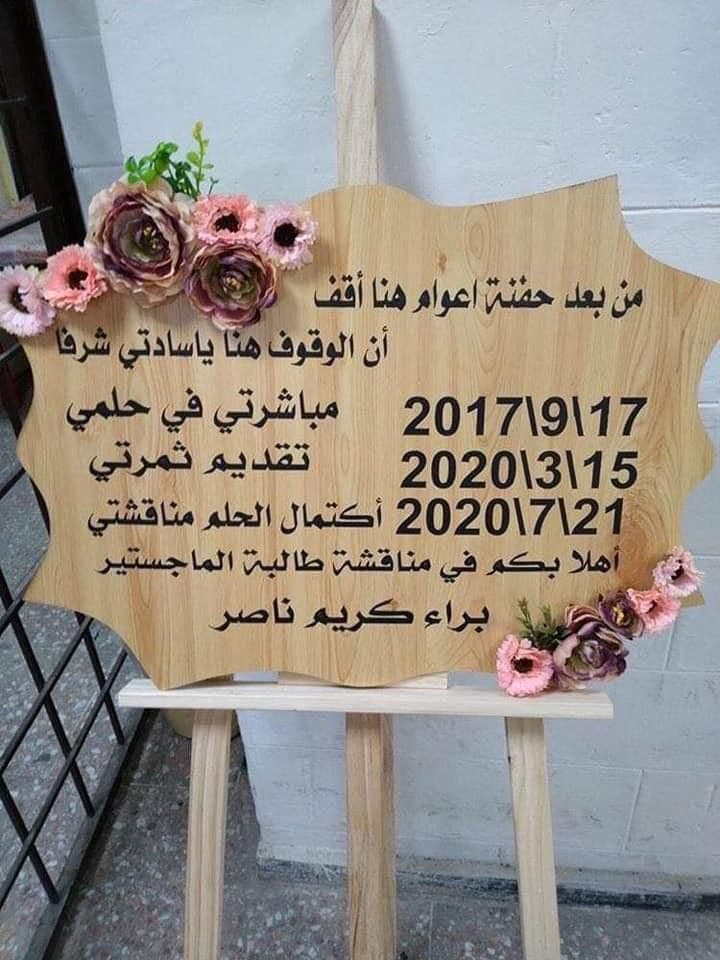 من بعد حفنة اعوام هنا أقف
أن الوقوف هنا ياسادتي شرفا
2017\9\17 مباشرتي في حلمي
2020\3\15 تقديم ثمرتي
2020\7\21 أكتمال الحلم مناقشتي
أهلا بكم في مناقشة طالبة الماجستير
براء كريم ناصر